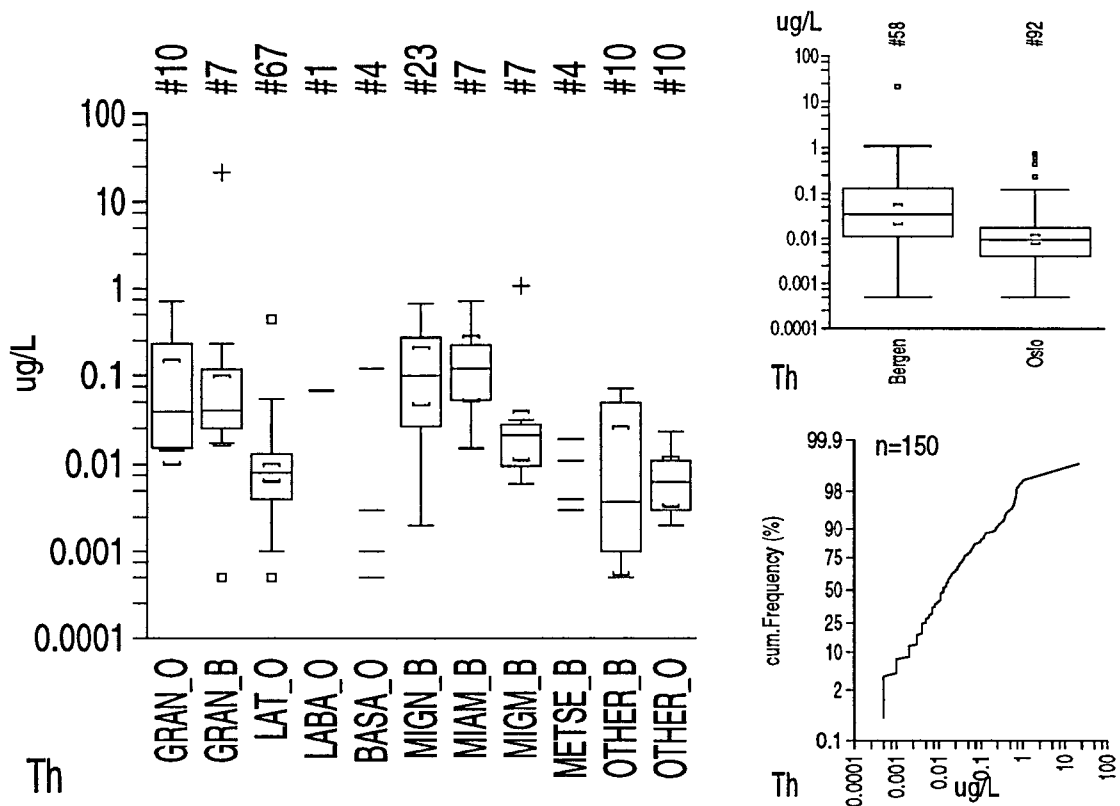 #10 #7 #67 #1 #4 #23 #7 #7 #4 #10 #10
100
10
1
0.1
0.01
0.001
0.0001
ug/L
GRAN_O GRAN_B LAT_O LABA_O BASA_O MIGN_B MIAM_B MIGM_B METSE_B OTHER_B OTHER_O
Th
ug/L
#58 #92
100
10
1
0.1
0.01
0.001
0.0001
Bergen Oslo
Th
99.9
n=150
98
90
75
50
25
10
2
0.1
cum.Frequency (%)
0.0001 0.001 0.01 0.1 1 10 100
Th
ug/L